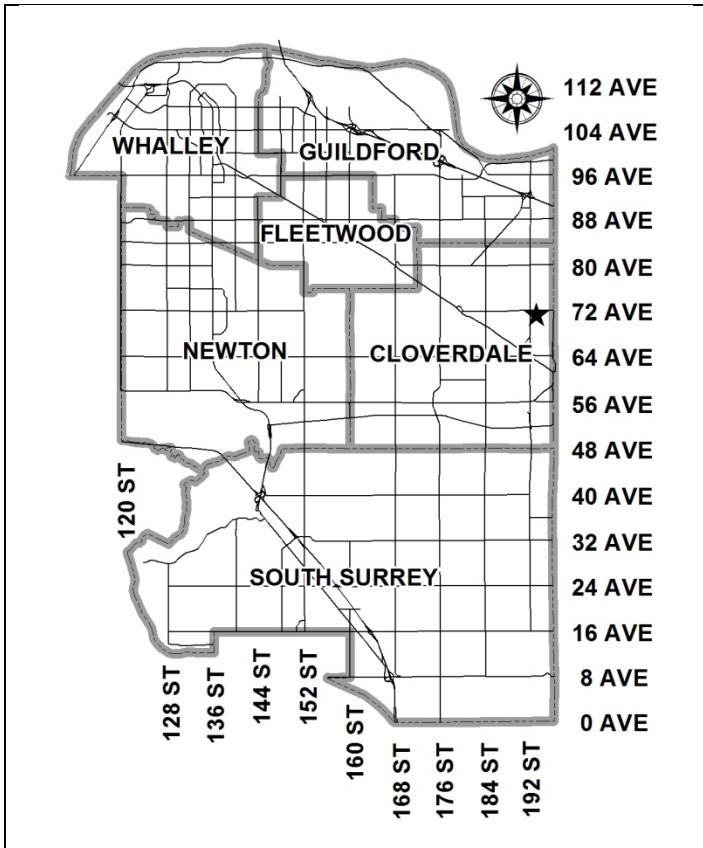 112 AVE
104 AVE
WHALLEY
GUILDFORD
96 AVE
88 AVE
FLEETWOOD
80 AVE
72 AVE
NEWTON
CLOVERDALE
64 AVE
56 AVE
48 AVE
120 ST
40 AVE
32 AVE
SOUTH SURREY
24 AVE
16 AVE
128 ST
136 ST
144 ST
152 ST
160 ST
8 AVE
0 AVE
168 ST
176 ST
184 ST
192 ST